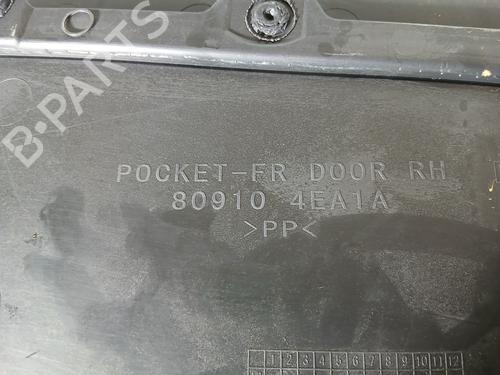 B-PARTS
POCKET-FR DOOR RH
80910 4EA1A
>PP<
1 2 3 4 5 6 7 8 9 10 11 12